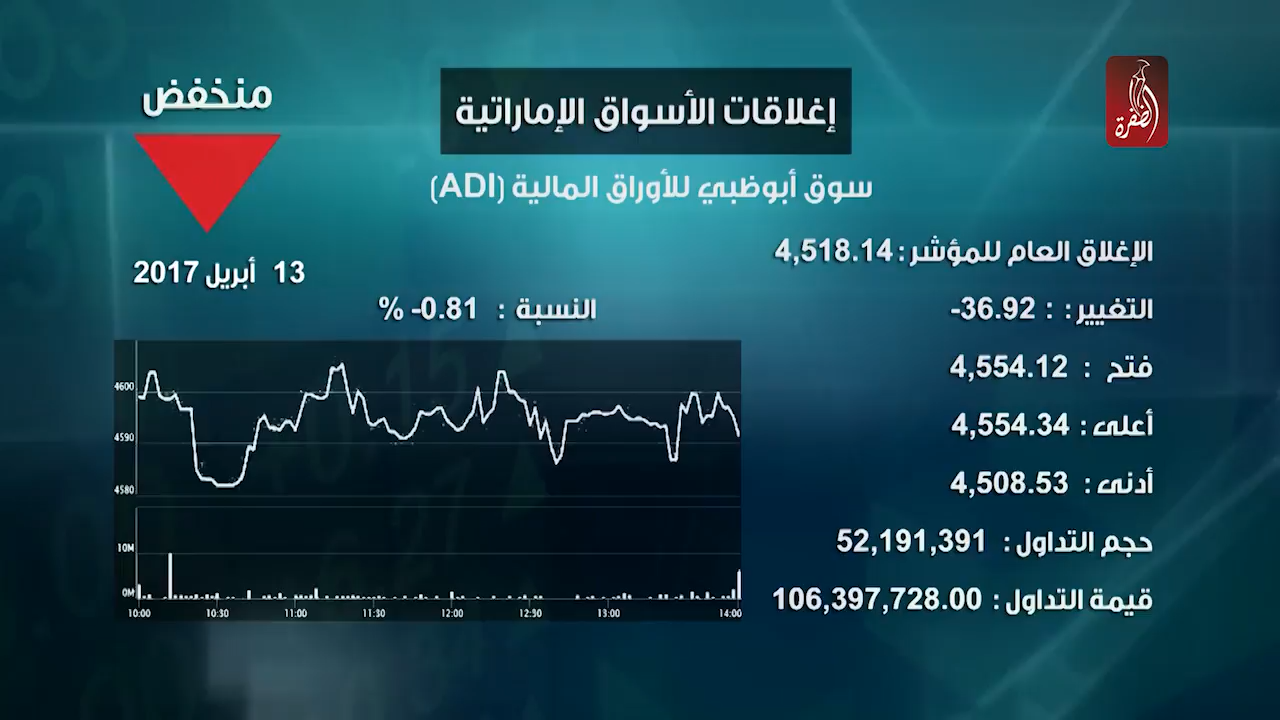 منخفض
إغلاقات الأسواق الإماراتية
الظفرة
سوق أبوظبي للأوراق المالية (ADI)
13 أبريل 2017
الإغلاق العام للمؤشر: 4,518.14
التغيير: : 36.92-
النسبة : 0.81- %
فتح : 4,554.12
أعلى: 4,554.34
أدنى: 4,508.53
حجم التداول: 52,191,391
قيمة التداول: 106,397,728.00
4600
4590
4580
10M
0M
10:00 10:30 11:00 11:30 12:00 12:30 13:00 14:00